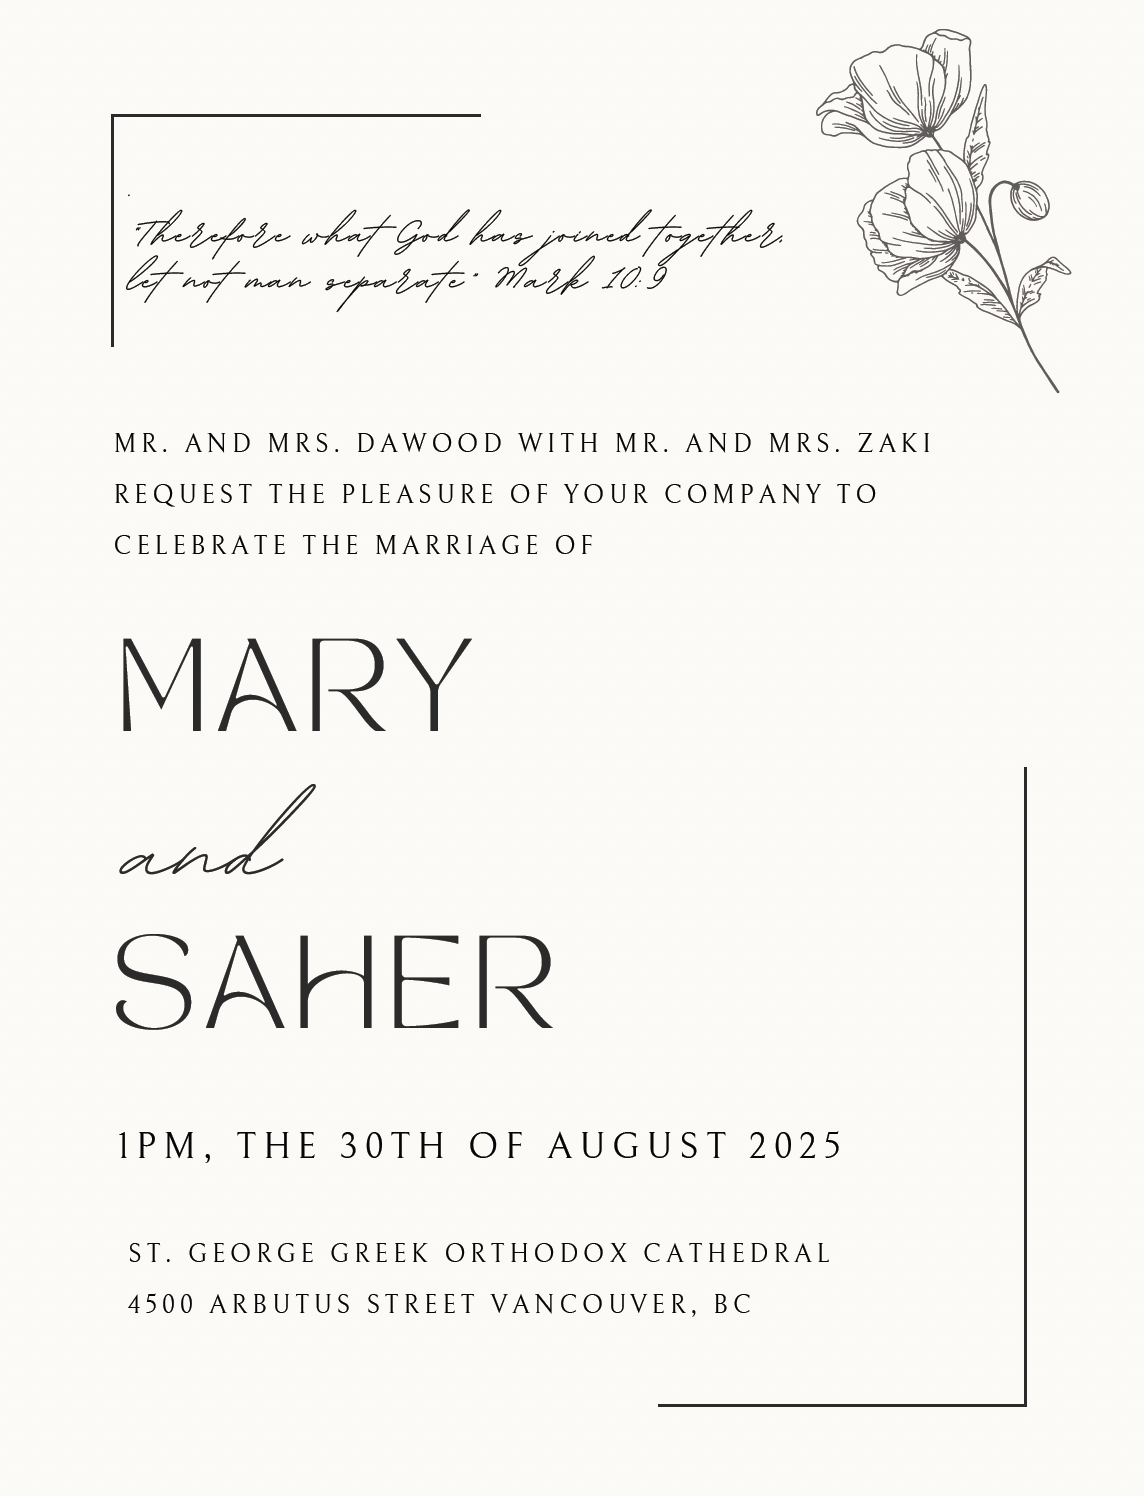 "Therefore what God has joined together,
let not man separate" Mark 10:9
MR. AND MRS. DAWOOD WITH MR. AND MRS. ZAKI
REQUEST THE PLEASURE OF YOUR COMPANY TO
CELEBRATE THE MARRIAGE OF
MARY
and
SAHER
1PM, THE 30TH OF AUGUST 2025
ST. GEORGE GREEK ORTHODOX CATHEDRAL
4500 ARBUTUS STREET VANCOUVER, BC